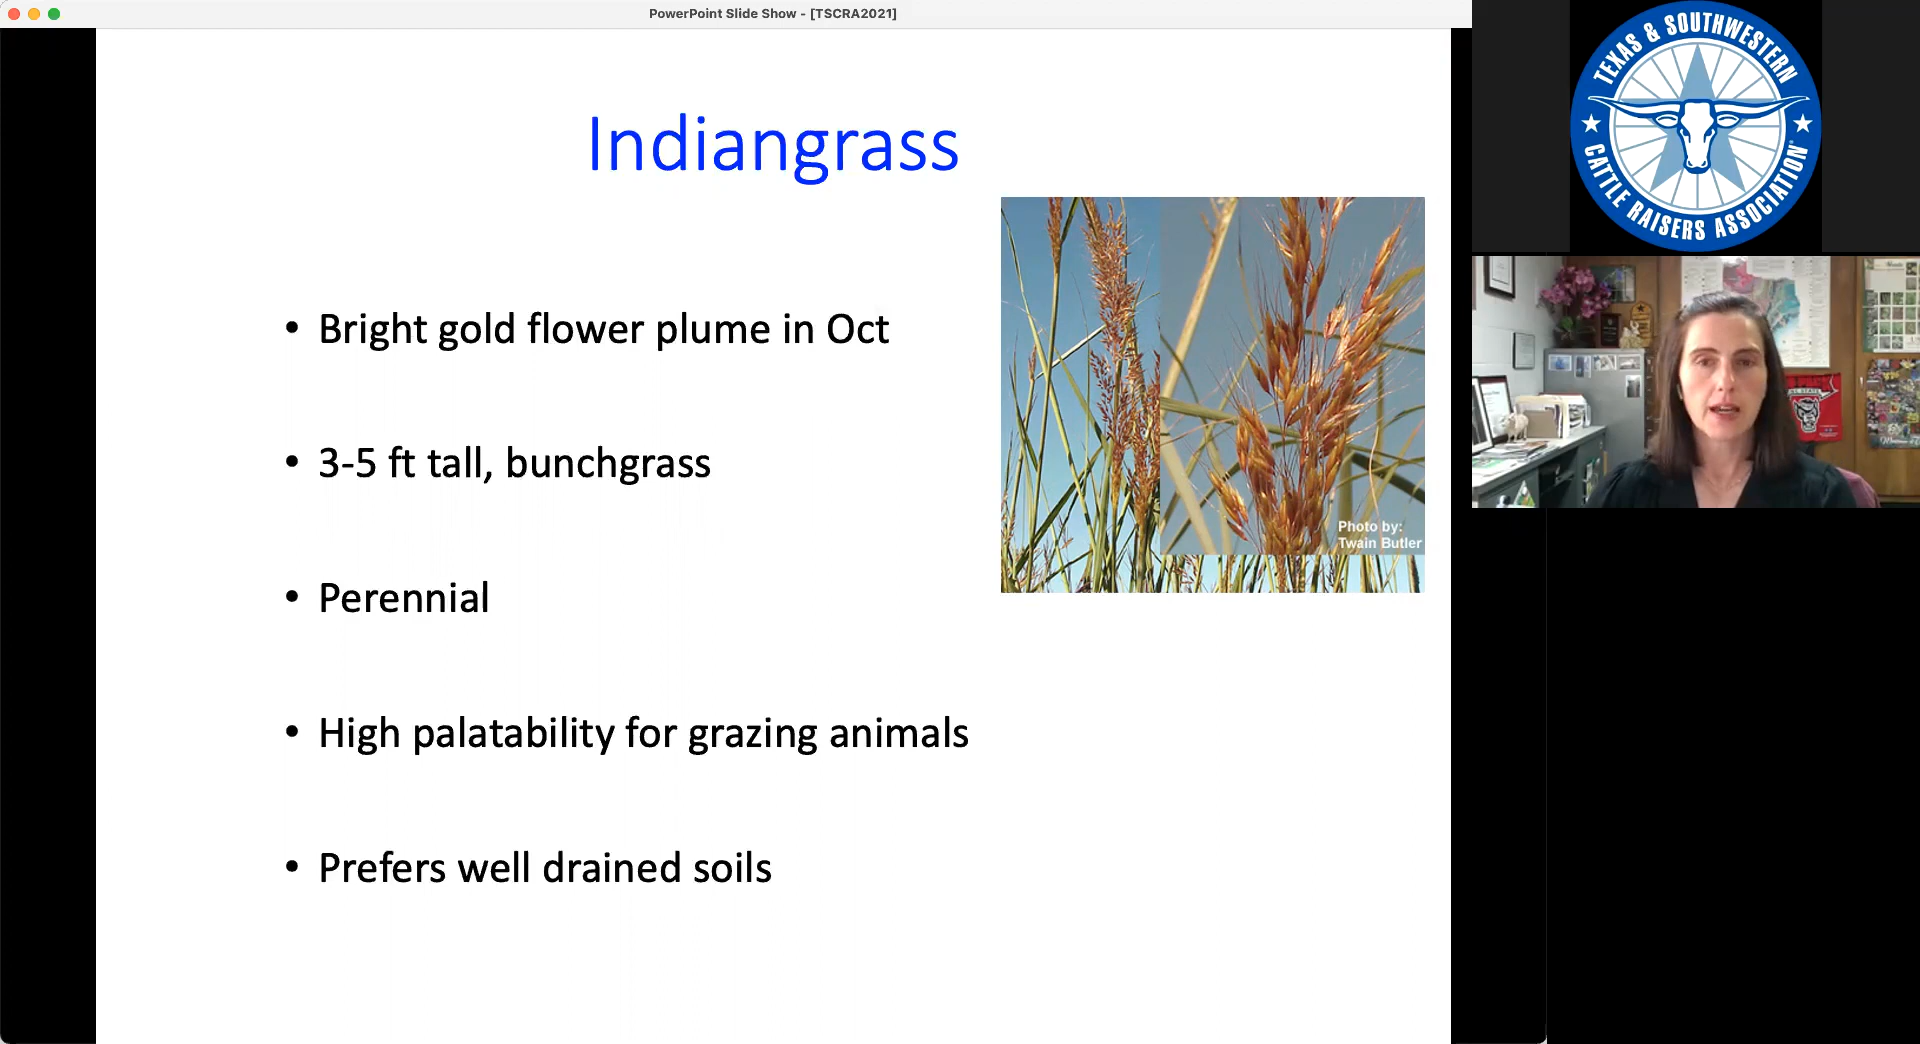 PowerPoint Slide Show - [TSCRA2021]
TEXAS & SOUTHWESTERN
CATTLE RAISERS ASSOCIATION
Indiangrass
• Bright gold flower plume in Oct
• 3-5 ft tall, bunchgrass
• Perennial
• High palatability for grazing animals
• Prefers well drained soils
Photo by:
Twain Butler